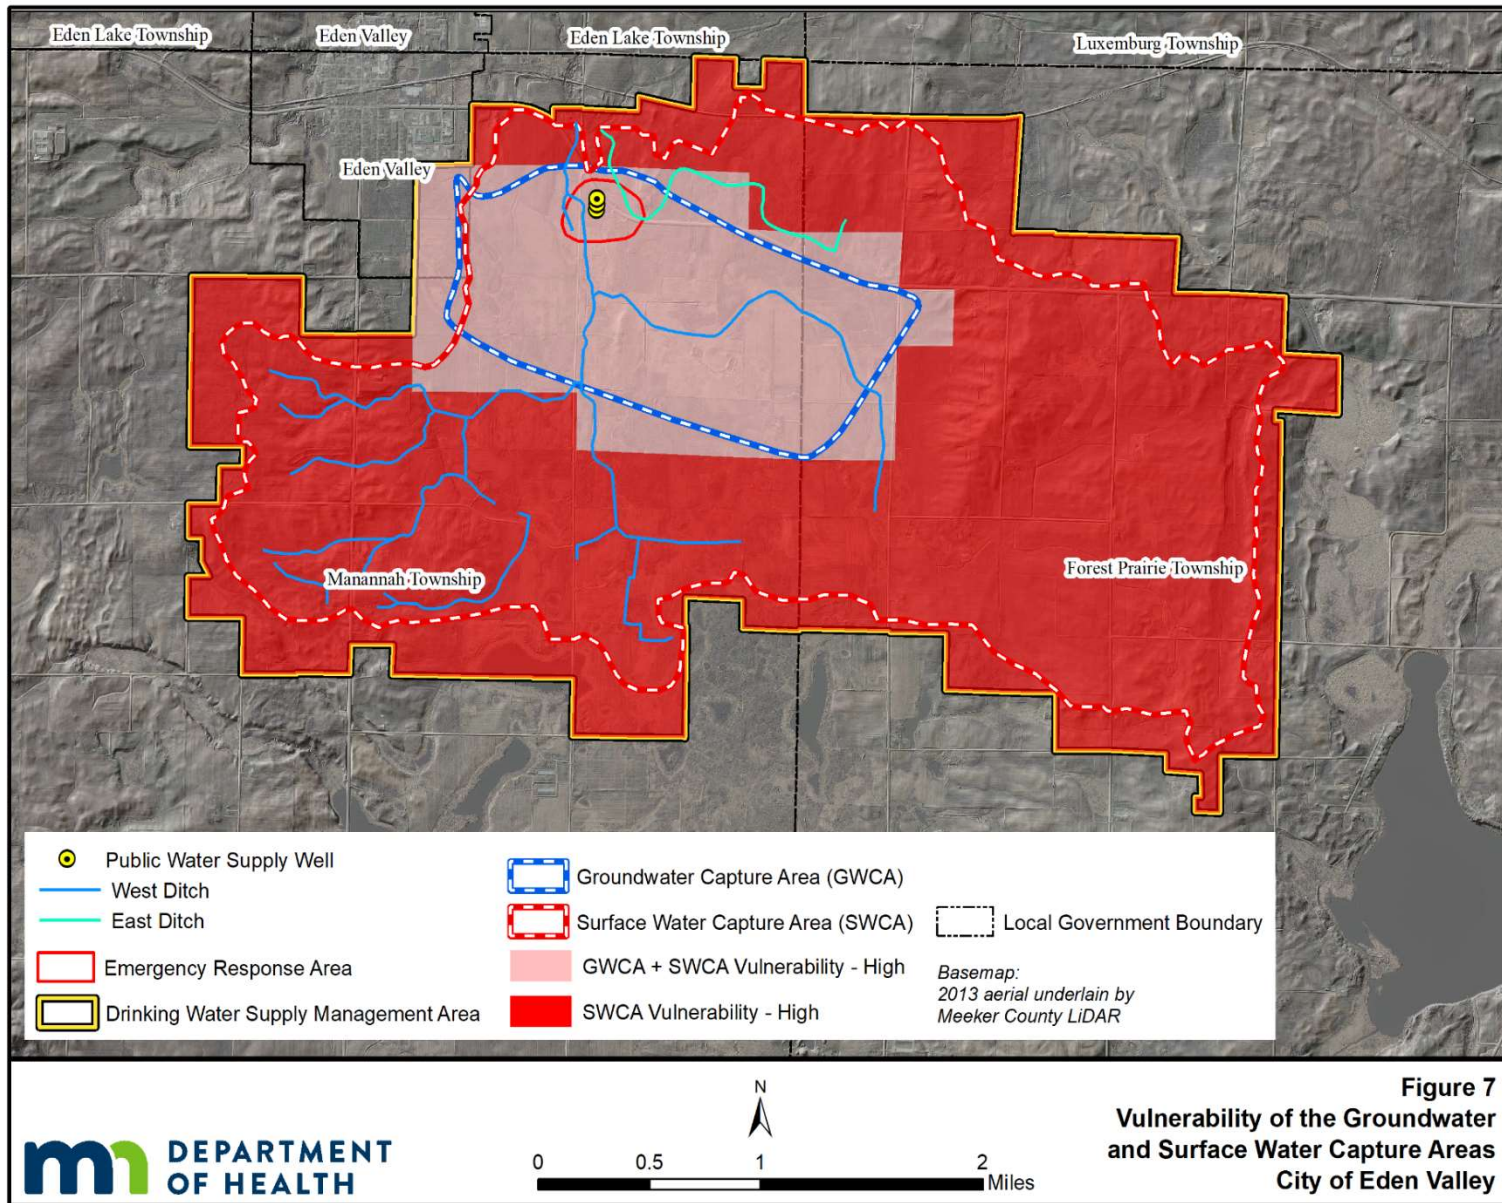 Eden Lake Township
Eden Valley
Eden Lake Township
Luxemburg Township
Eden Valley
Manannah Township
Forest Prairie Township
Public Water Supply Well
West Ditch
East Ditch
Emergency Response Area
Drinking Water Supply Management Area
Groundwater Capture Area (GWCA)
Surface Water Capture Area (SWCA)
GWCA + SWCA Vulnerability - High
SWCA Vulnerability - High
Local Government Boundary
Basemap:
2013 aerial underlain by
Meeker County LiDAR
mn DEPARTMENT
OF HEALTH
N
0 0.5 1 2
Miles
Figure 7
Vulnerability of the Groundwater
and Surface Water Capture Areas
City of Eden Valley